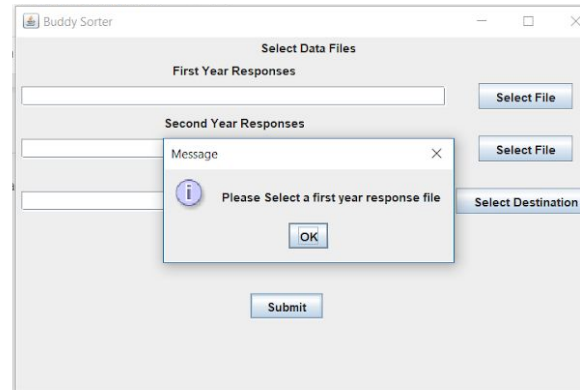 Buddy Sorter
Select Data Files
First Year Responses
Select File
Second Year Responses
Select File
Message
Please Select a first year response file
OK
Select Destination
Submit